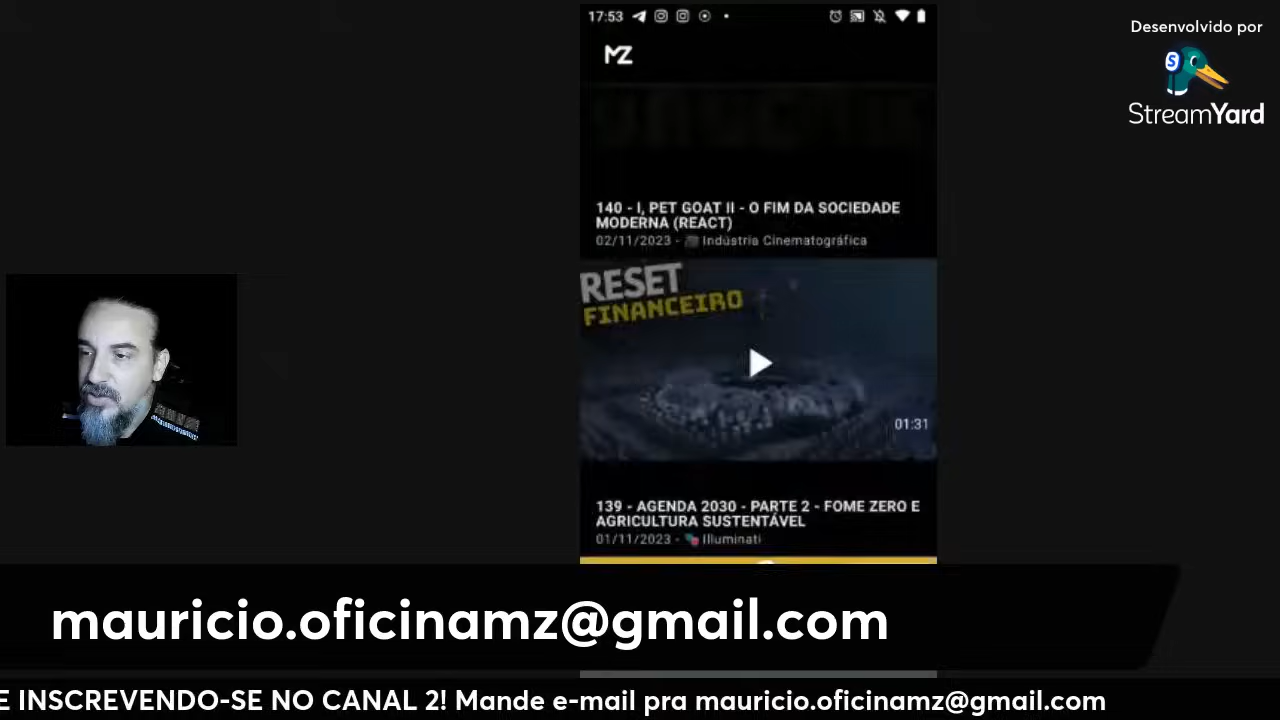 17:53
Desenvolvido por
S
StreamYard
MZ
140 - I, PET GOAT II - O FIM DA SOCIEDADE
MODERNA (REACT)
02/11/2023 - Indústria Cinematográfica
RESET
FINANCEIRO
01:31
139 - AGENDA 2030 - PARTE 2 - FOME ZERO E
AGRICULTURA SUSTENTÁVEL
01/11/2023 - Illuminati
mauricio.oficinamz@gmail.com
E INSCREVENDO-SE NO CANAL 2! Mande e-mail pra mauricio.oficinamz@gmail.com